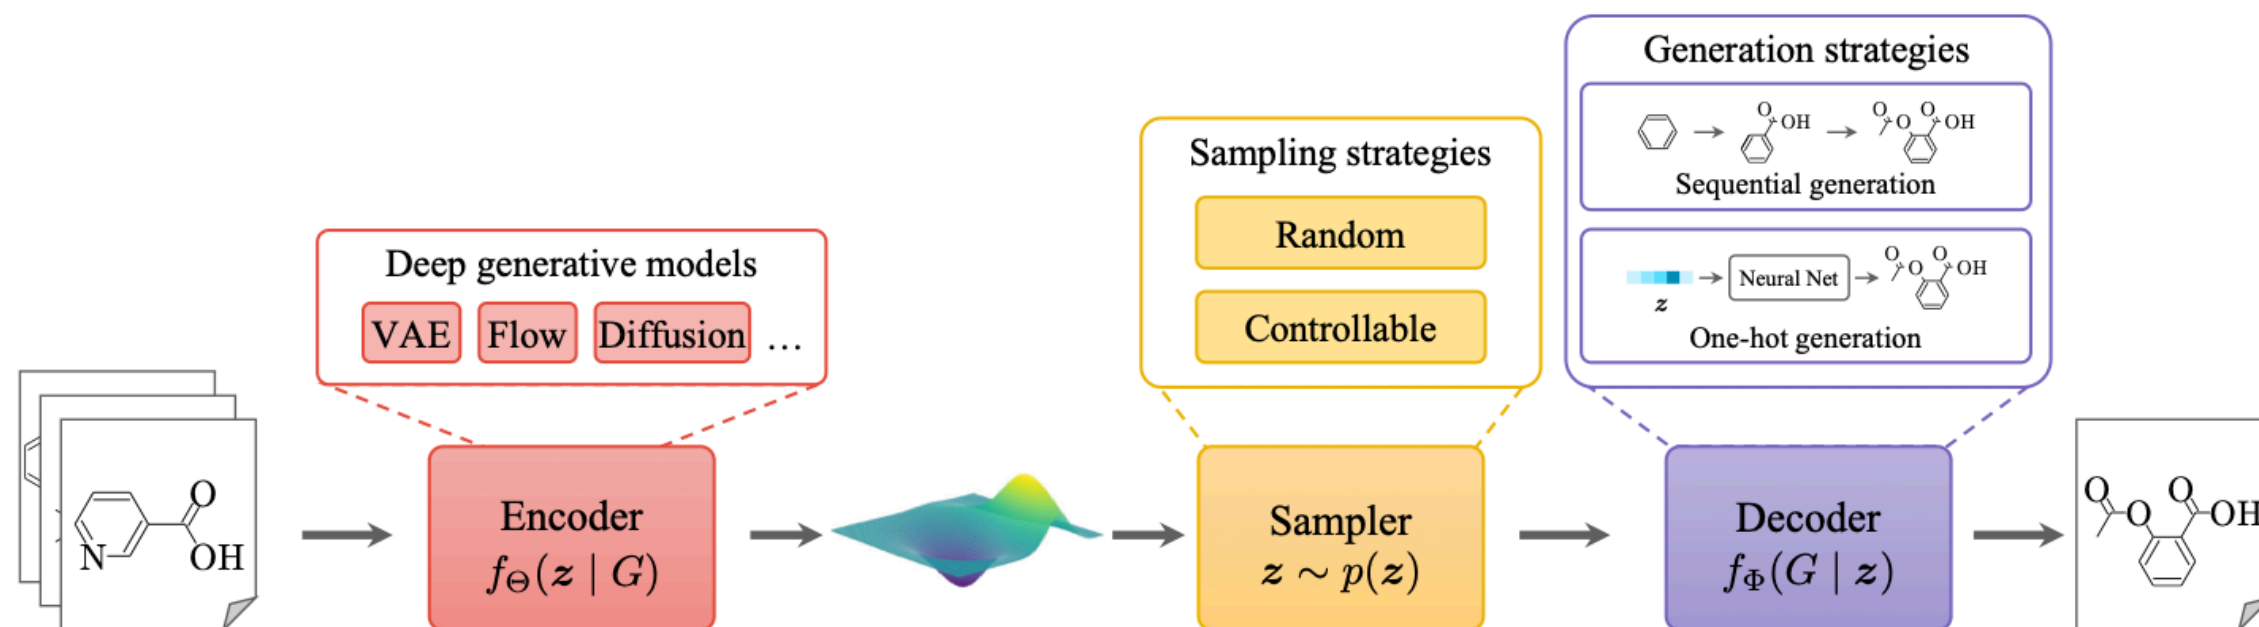 Deep generative models
VAE Flow Diffusion ...
Sampling strategies
Random
Controllable
Generation strategies
O OH O O O OH
Sequential generation
z Neural Net O O O OH
One-hot generation
N O OH
Encoder
f_Θ(z | G)
Sampler
z ∼ p(z)
Decoder
f_Φ(G | z)
O O O OH